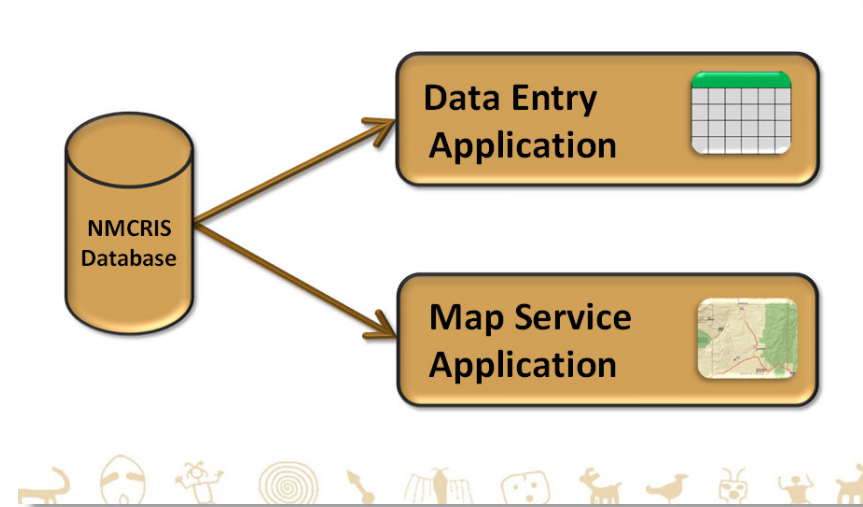 Data Entry
Application
NMCRIS
Database
Map Service
Application